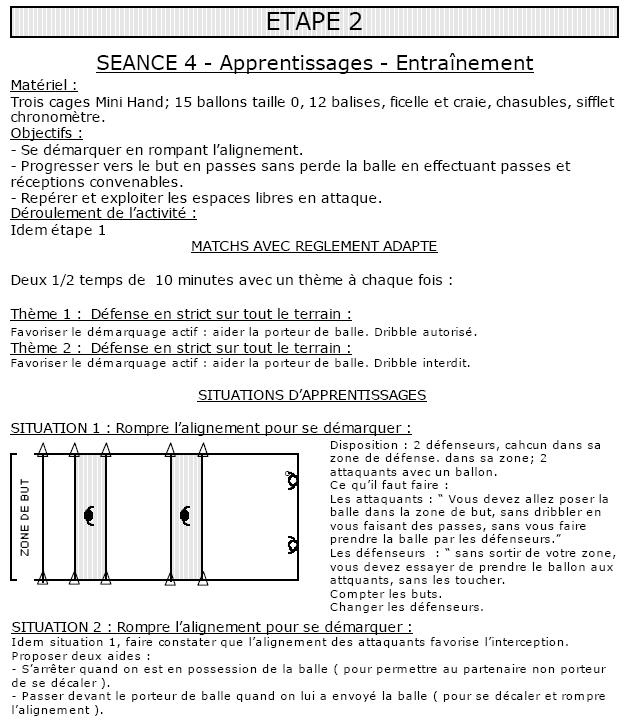 ETAPE 2
SEANCE 4 - Apprentissages - Entraînement
Matériel :
Trois cages Mini Hand; 15 ballons taille 0, 12 balises, ficelle et craie, chasubles, sifflet
chronomètre.
Objectifs :
- Se démarquer en rompant l'alignement.
- Progresser vers le but en passes sans perde la balle en effectuant passes et
réceptions convenables.
- Repérer et exploiter les espaces libres en attaque.
Déroulement de l'activité :
Idem étape 1
MATCHS AVEC REGLEMENT ADAPTE
Deux 1/2 temps de  10 minutes avec un thème à chaque fois :
Thème 1 :  Défense en strict sur tout le terrain :
Favoriser le démarquage actif : aider la porteur de balle. Dribble autorisé.
Thème 2 :  Défense en strict sur tout le terrain :
Favoriser le démarquage actif : aider la porteur de balle. Dribble interdit.
SITUATIONS D'APPRENTISSAGES
SITUATION 1 : Rompre l'alignement pour se démarquer :
ZONE DE BUT
Disposition : 2 défenseurs, cahcun dans sa
zone de défense. dans sa zone; 2
attaquants avec un ballon.
Ce qu'il faut faire :
Les attaquants : “ Vous devez allez poser la
balle dans la zone de but, sans dribler en
vous faisant des passes, sans vous faire
prendre la balle par les défenseurs.”
Les défenseurs  : “ sans sortir de votre zone,
vous devez essayer de prendre le ballon aux
attquants, sans les toucher.
Compter les buts.
Changer les défenseurs.
SITUATION 2 : Rompre l'alignement pour se démarquer :
Idem situation 1, faire constater que l'alignement des attaquants favorise l'interception.
Proposer deux aides :
- S'arrêter quand on est en possession de la balle ( pour permettre au partenaire non porteur
de se décaler ).
- Passer devant le porteur de balle quand on lui a envoyé la balle ( pour se décaler et rompre
l'alignement ).